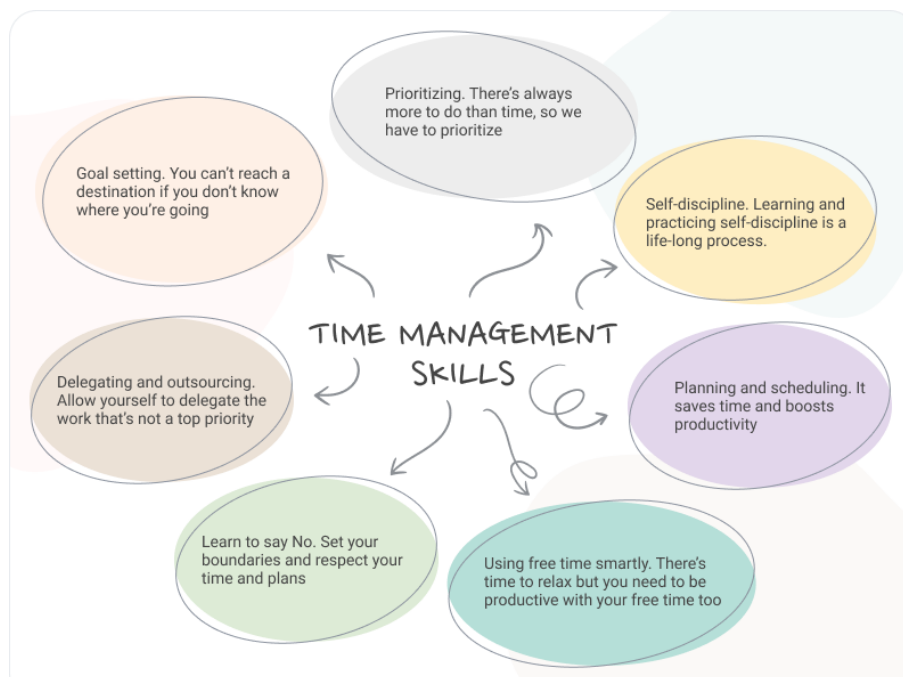 Prioritizing. There's always
more to do than time, so we
have to prioritize
Goal setting. You can't reach a
destination if you don't know
where you're going
Self-discipline. Learning and
practicing self-discipline is a
life-long process.
TIME MANAGEMENT
SKILLS
Delegating and outsourcing.
Allow yourself to delegate the
work that's not a top priority
Planning and scheduling. It
saves time and boosts
productivity
Learn to say No. Set your
boundaries and respect your
time and plans
Using free time smartly. There's
time to relax but you need to be
productive with your free time too